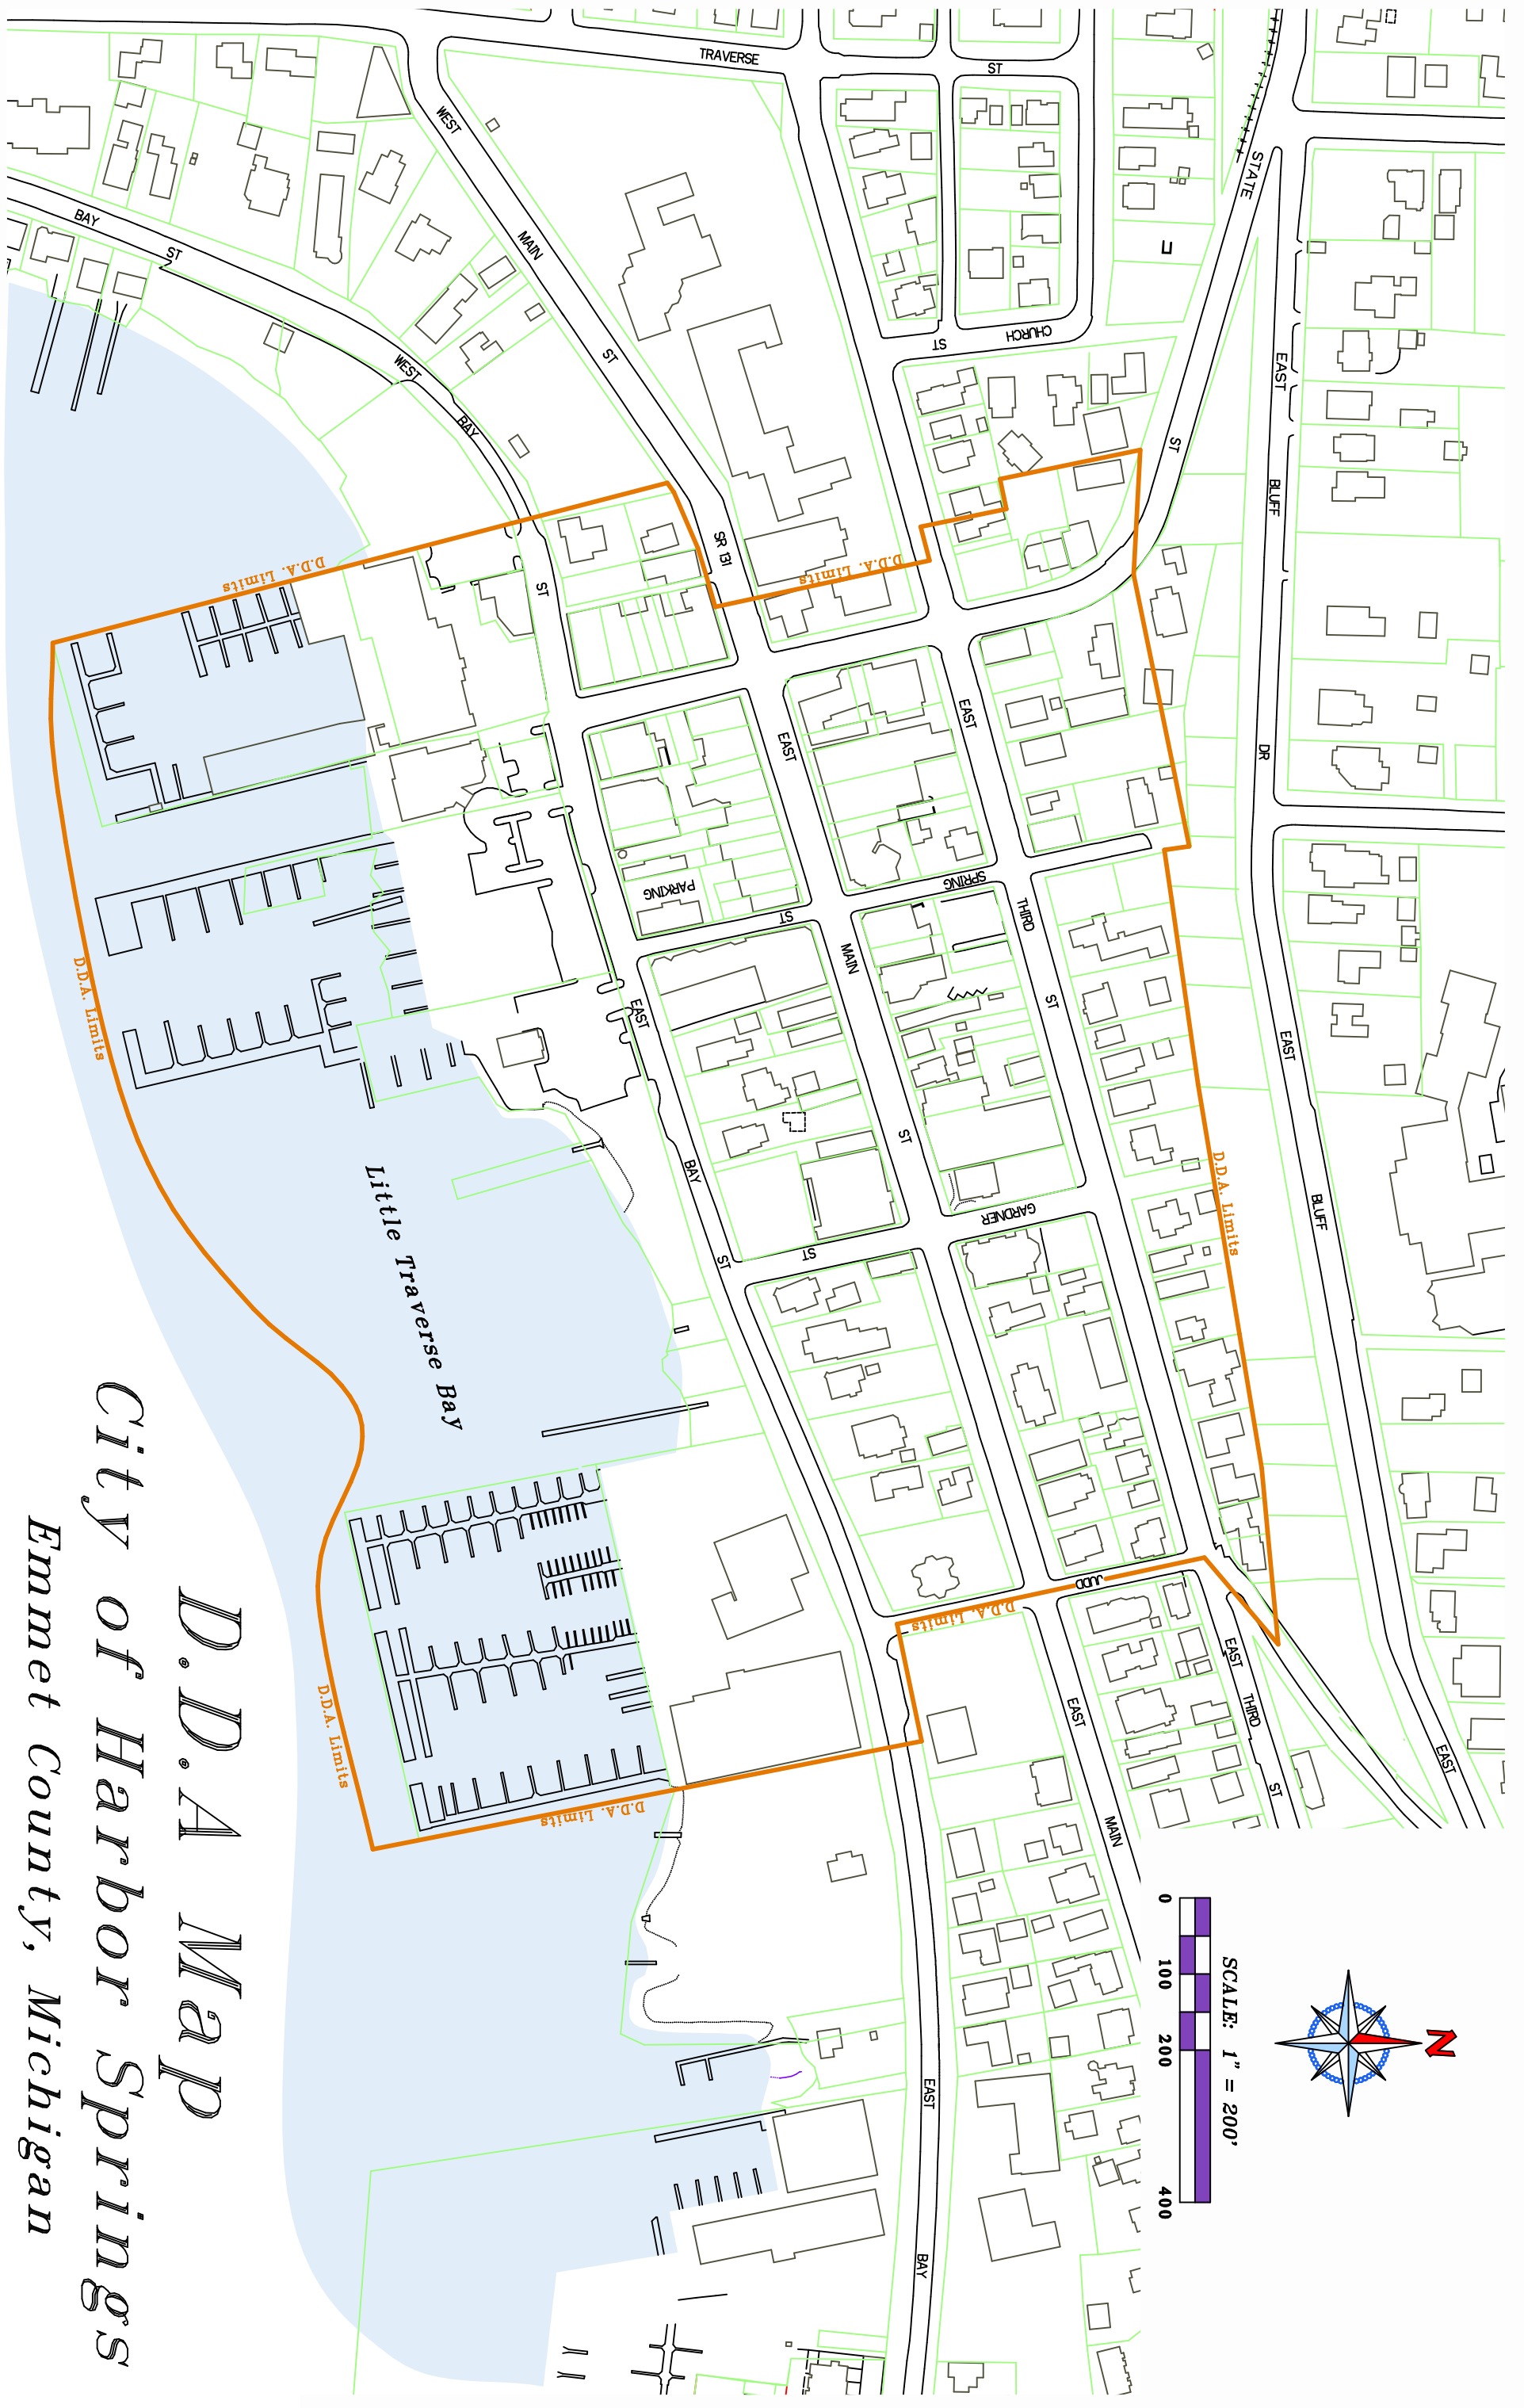 TRAVERSE
ST
STATE
ST
WEST
MAIN
ST
SR 131
BAY
ST
WEST
BAY
ST
CHURCH
ST
EAST
BLUFF
DR
EAST
BLUFF
EAST
D.D.A. Limits
D.D.A. Limits
D.D.A. Limits
D.D.A. Limits
D.D.A. Limits
D.D.A. Limits
D.D.A. Limits
EAST
THIRD
ST
EAST
MAIN
ST
SPRING
ST
PARKING
EAST
BAY
ST
GARDNER
ST
JUDD
EAST
THIRD
ST
EAST
MAIN
EAST
BAY
Little Traverse Bay
N
SCALE: 1" = 200'
0 100 200 400
D.D.A Map
City of Harbor Springs
Emmet County, Michigan